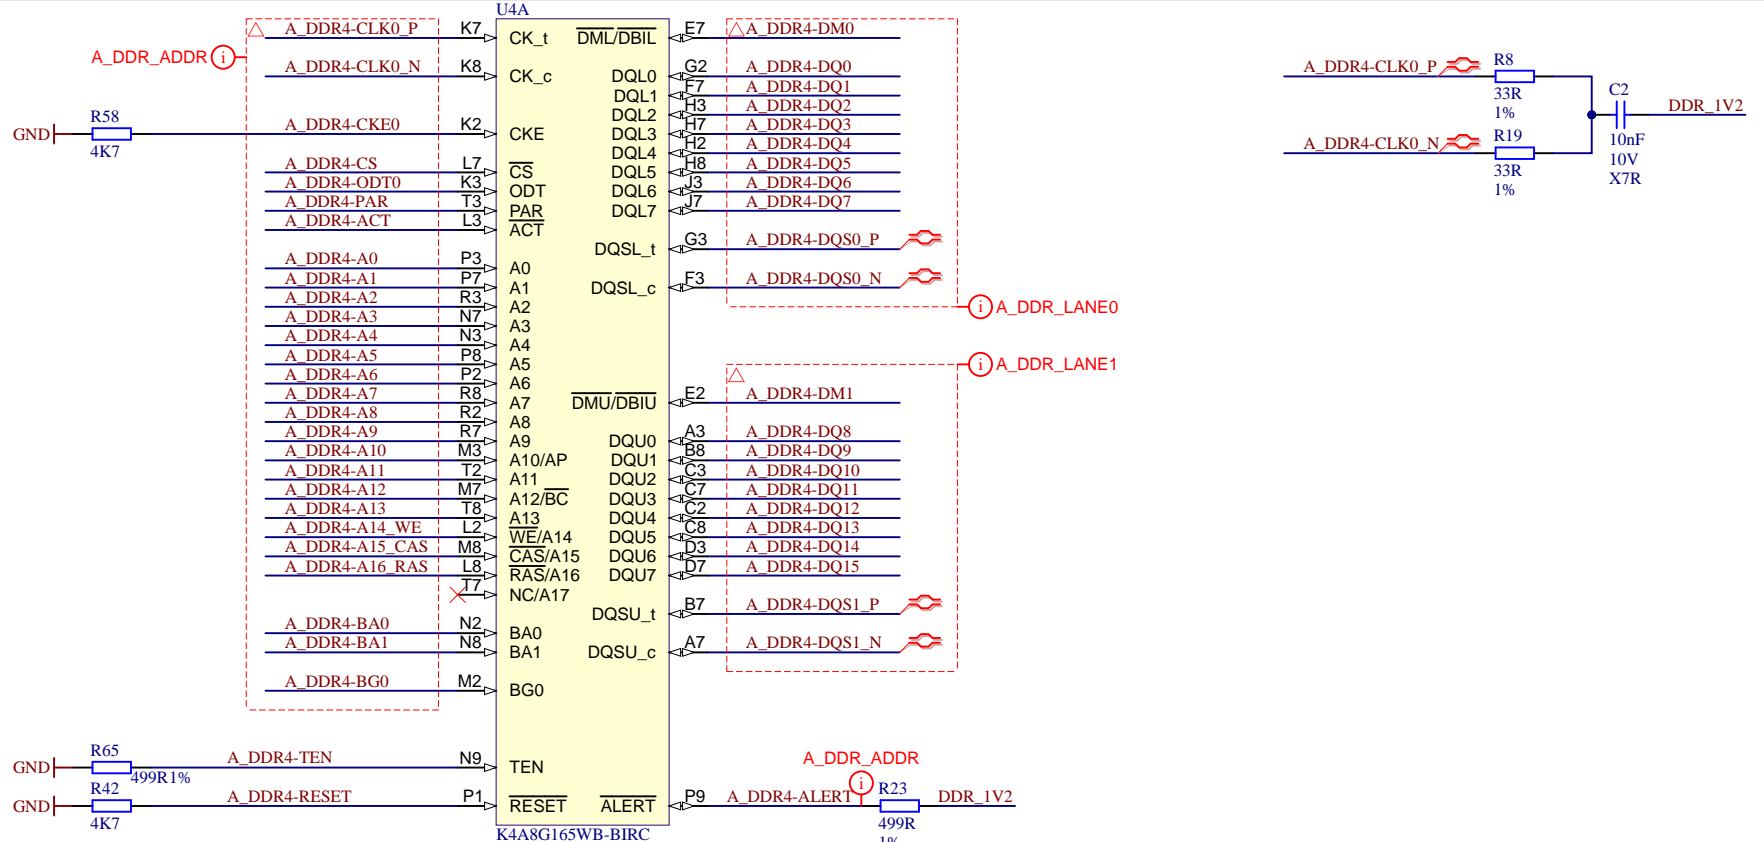 U4A
A_DDR_ADDR
A_DDR4-CLK0_P K7 CK_t DML/DBIL E7 A_DDR4-DM0
A_DDR4-CLK0_N K8 CK_c DQL0 G2 A_DDR4-DQ0
DQL1 F7 A_DDR4-DQ1
DQL2 H3 A_DDR4-DQ2
GND R58 4K7 A_DDR4-CKE0 K2 CKE DQL3 H7 A_DDR4-DQ3
DQL4 H2 A_DDR4-DQ4
A_DDR4-CS L7 CS DQL5 H8 A_DDR4-DQ5
A_DDR4-ODT0 K3 ODT DQL6 J3 A_DDR4-DQ6
A_DDR4-PAR T3 PAR DQL7 J7 A_DDR4-DQ7
A_DDR4-ACT L3 ACT
DQSL_t G3 A_DDR4-DQS0_P
A_DDR4-A0 P3 A0
A_DDR4-A1 P7 A1 DQSL_c F3 A_DDR4-DQS0_N
A_DDR4-A2 R3 A2
A_DDR_LANE0
A_DDR4-A3 N7 A3
A_DDR4-A4 N3 A4
A_DDR4-A5 P8 A5
A_DDR_LANE1
A_DDR4-A6 P2 A6
A_DDR4-A7 R8 A7 DMU/DBIU E2 A_DDR4-DM1
A_DDR4-A8 R2 A8
A_DDR4-A9 R7 A9 DQU0 A3 A_DDR4-DQ8
A_DDR4-A10 M3 A10/AP DQU1 B8 A_DDR4-DQ9
A_DDR4-A11 T2 A11 DQU2 C3 A_DDR4-DQ10
A_DDR4-A12 M7 A12/BC DQU3 C7 A_DDR4-DQ11
A_DDR4-A13 T8 A13 DQU4 C2 A_DDR4-DQ12
A_DDR4-A14_WE L2 WE/A14 DQU5 C8 A_DDR4-DQ13
A_DDR4-A15_CAS M8 CAS/A15 DQU6 D3 A_DDR4-DQ14
A_DDR4-A16_RAS L8 RAS/A16 DQU7 D7 A_DDR4-DQ15
T7 NC/A17
DQSU_t B7 A_DDR4-DQS1_P
A_DDR4-BA0 N2 BA0
A_DDR4-BA1 N8 BA1 DQSU_c A7 A_DDR4-DQS1_N
A_DDR4-BG0 M2 BG0
GND R65 499R1% A_DDR4-TEN N9 TEN
A_DDR_ADDR
GND R42 4K7 A_DDR4-RESET P1 RESET ALERT P9 A_DDR4-ALERT R23 DDR_1V2
499R
1%
K4A8G165WB-BIRC
A_DDR4-CLK0_P R8
33R
1%
C2 DDR_1V2
10nF
10V
X7R
A_DDR4-CLK0_N R19
33R
1%